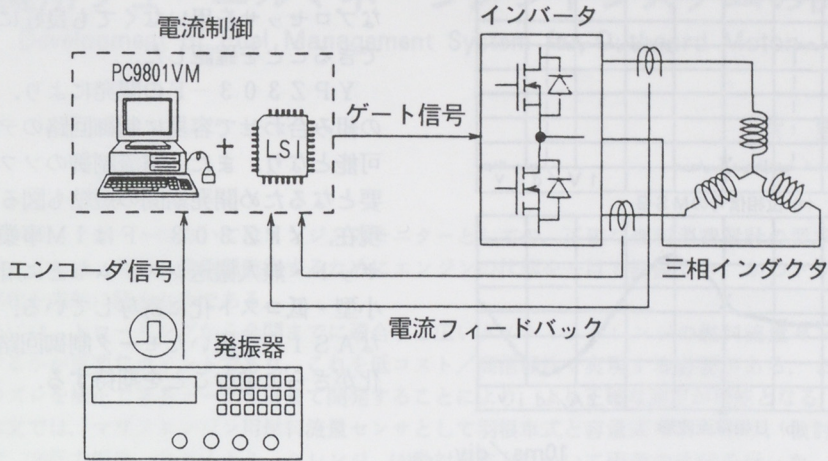 電流制御
PC9801VM
+
LSI
ゲート信号
インバータ
エンコーダ信号
三相インダクタ
電流フィードバック
発振器